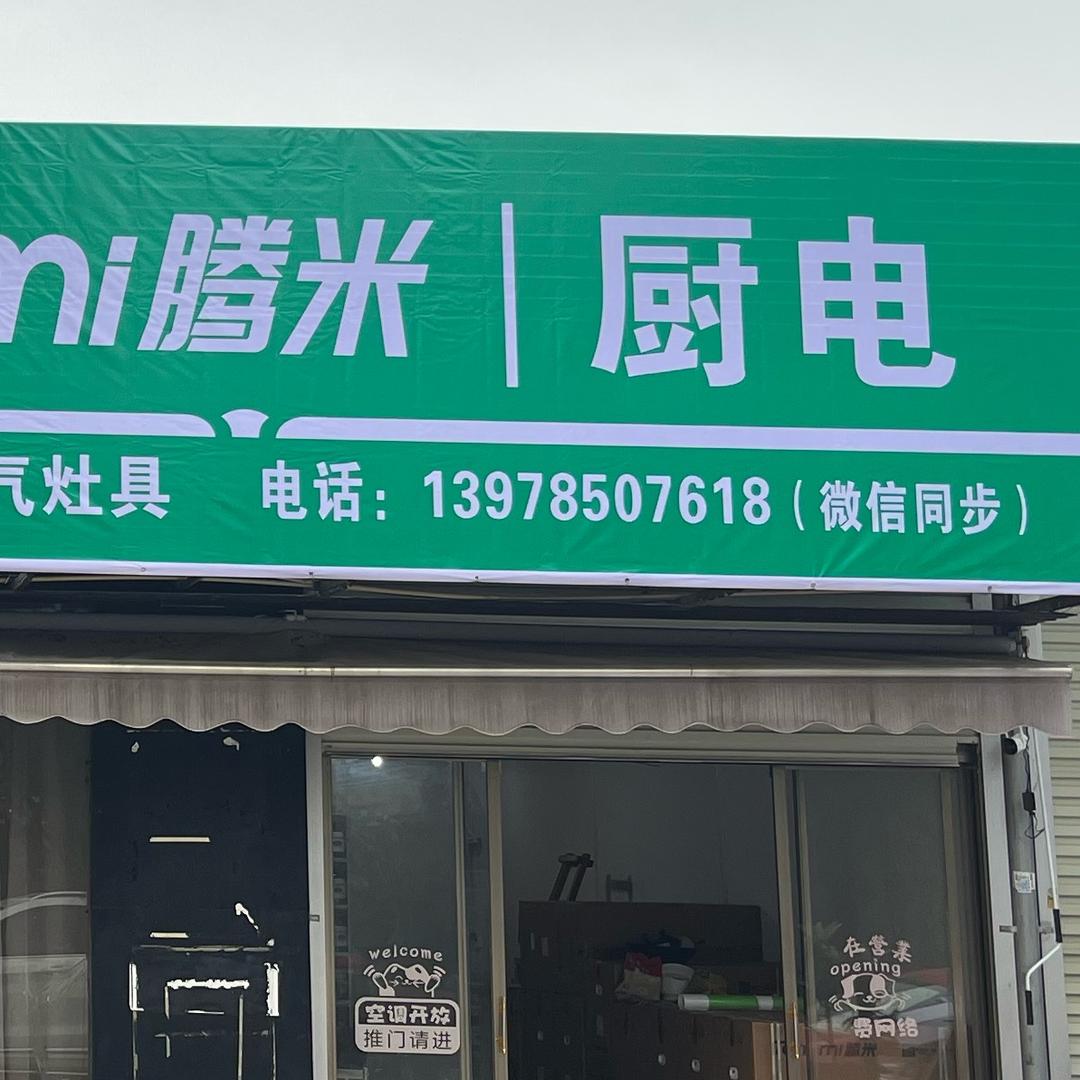 mi腾米 | 厨电
气灶具 电话：13978507618（微信同步）
welcome
空调开放
推门请进
在营業
opening
费网络
mi腾米